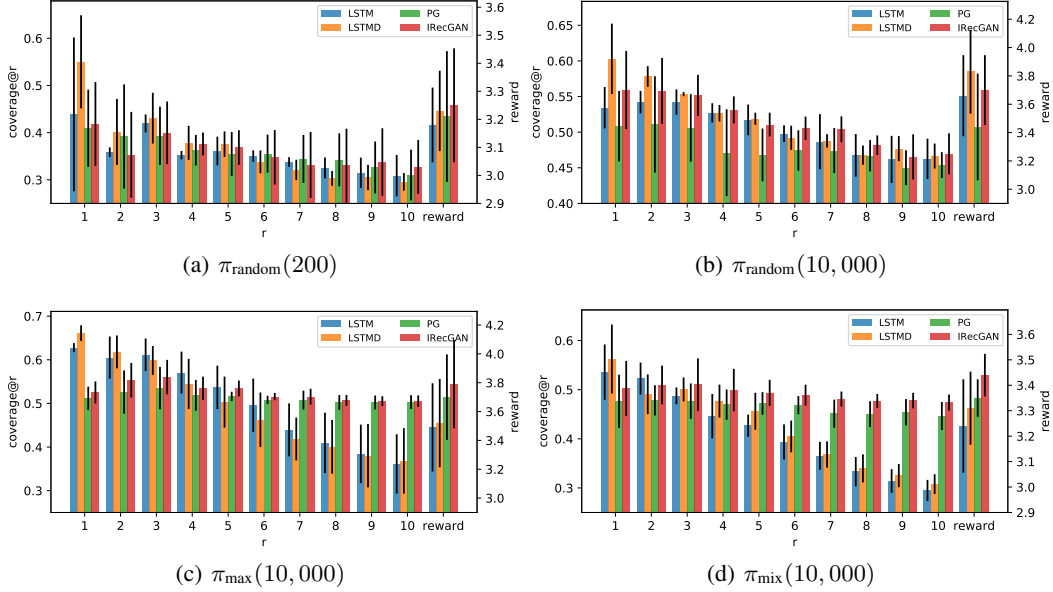 LSTM PG
LSTMD IRecGAN
coverage@r
0.6
0.5
0.4
0.3
reward
3.6
3.5
3.4
3.3
3.2
3.1
3.0
2.9
1 2 3 4 5 6 7 8 9 10 reward
r
(a) π_random(200)
LSTM PG
LSTMD IRecGAN
coverage@r
0.65
0.60
0.55
0.50
0.45
0.40
reward
4.2
4.0
3.8
3.6
3.4
3.2
3.0
1 2 3 4 5 6 7 8 9 10 reward
r
(b) π_random(10, 000)
LSTM PG
LSTMD IRecGAN
coverage@r
0.7
0.6
0.5
0.4
0.3
reward
4.2
4.0
3.8
3.6
3.4
3.2
3.0
1 2 3 4 5 6 7 8 9 10 reward
r
(c) π_max(10, 000)
LSTM PG
LSTMD IRecGAN
coverage@r
0.6
0.5
0.4
0.3
reward
3.6
3.5
3.4
3.3
3.2
3.1
3.0
2.9
1 2 3 4 5 6 7 8 9 10 reward
r
(d) π_mix(10, 000)